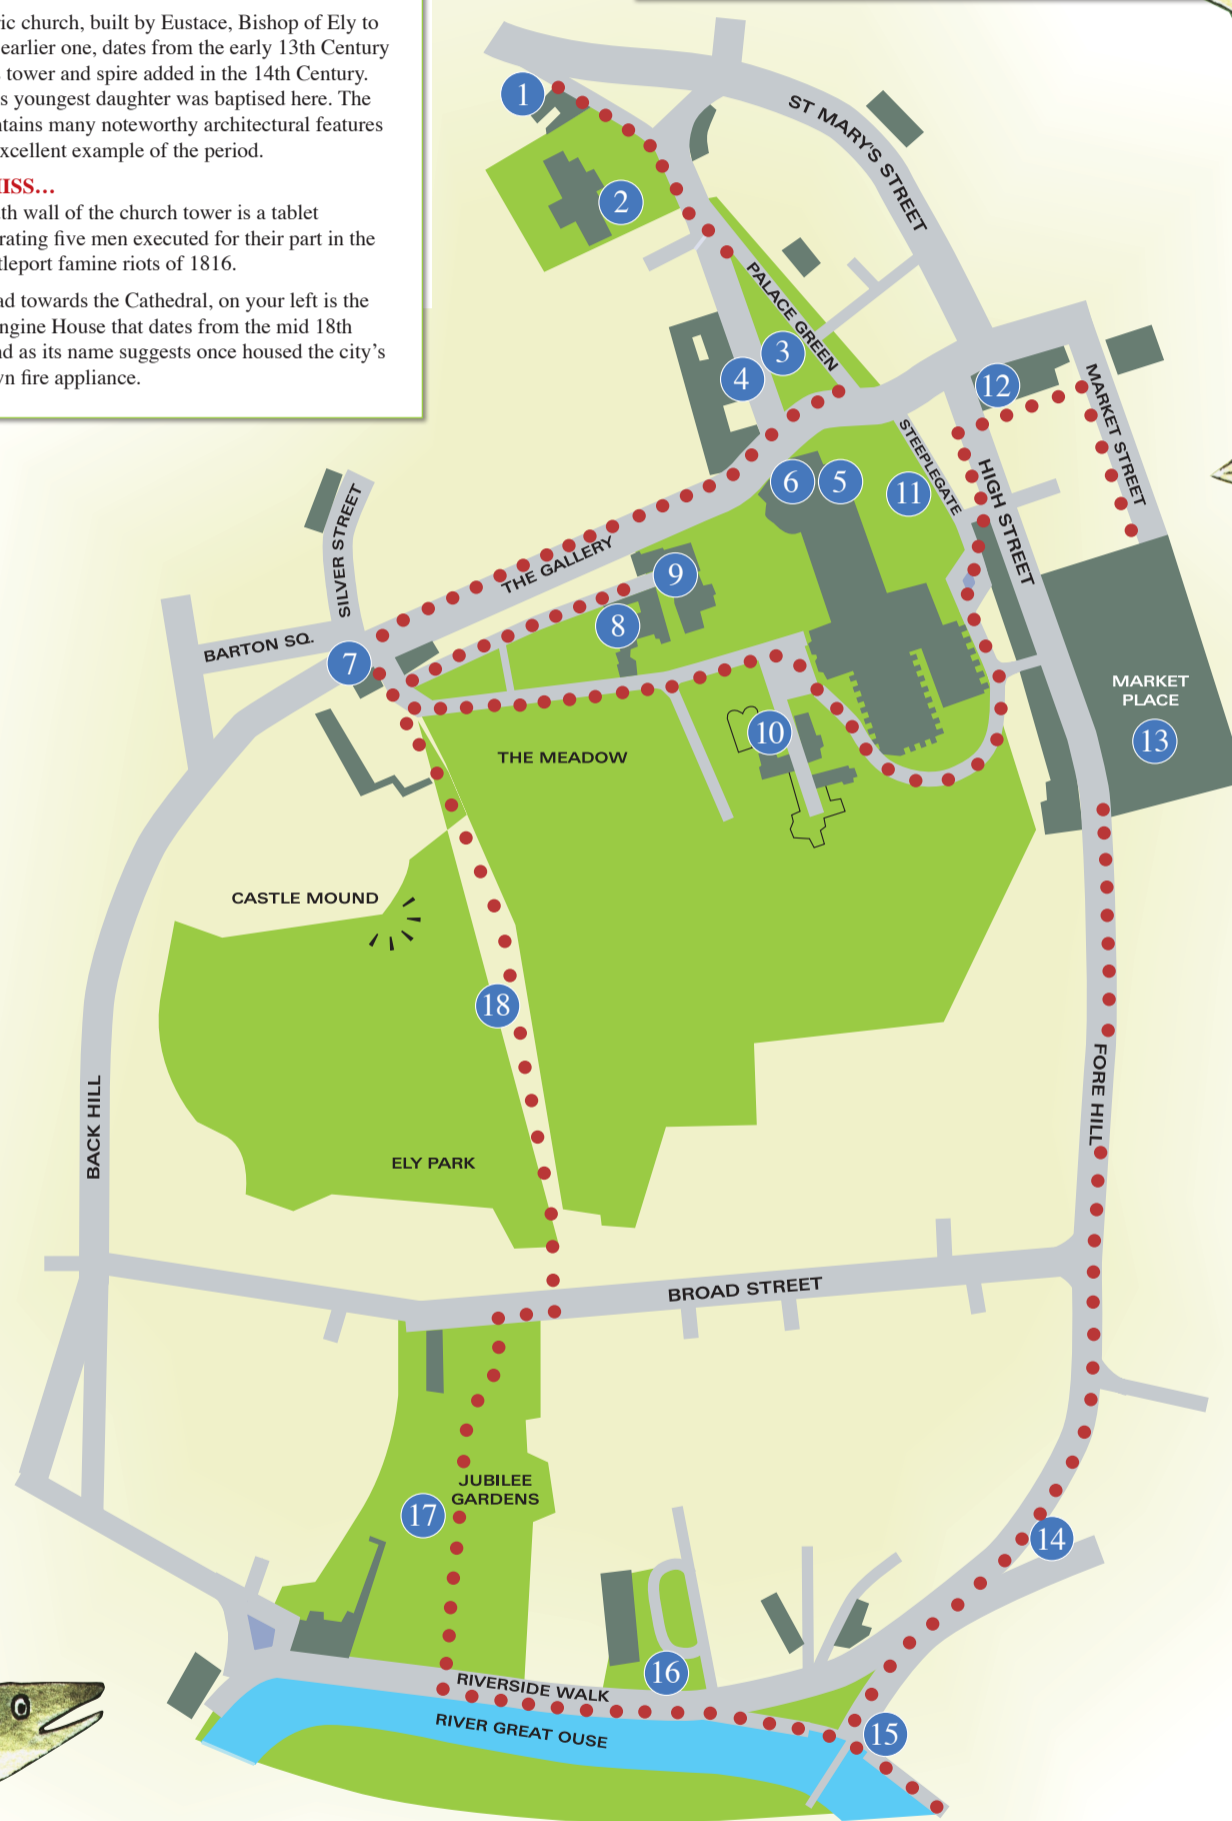 ric church, built by Eustace, Bishop of Ely to
earlier one, dates from the early 13th Century
tower and spire added in the 14th Century.
s youngest daughter was baptised here. The
ntains many noteworthy architectural features
xcellent example of the period.
IISS...
th wall of the church tower is a tablet
rating five men executed for their part in the
tleport famine riots of 1816.
ad towards the Cathedral, on your left is the
ngine House that dates from the mid 18th
nd as its name suggests once housed the city's
wn fire appliance.
1
ST MARY'S STREET
2
PALACE GREEN
3
4
12
MARKET STREET
STEEPLEGATE
HIGH STREET
6
5
11
SILVER STREET
THE GALLERY
9
8
BARTON SQ.
7
MARKET
PLACE
13
10
THE MEADOW
CASTLE MOUND
18
BACK HILL
FORE HILL
ELY PARK
BROAD STREET
JUBILEE
GARDENS
17
14
16
RIVERSIDE WALK
RIVER GREAT OUSE
15